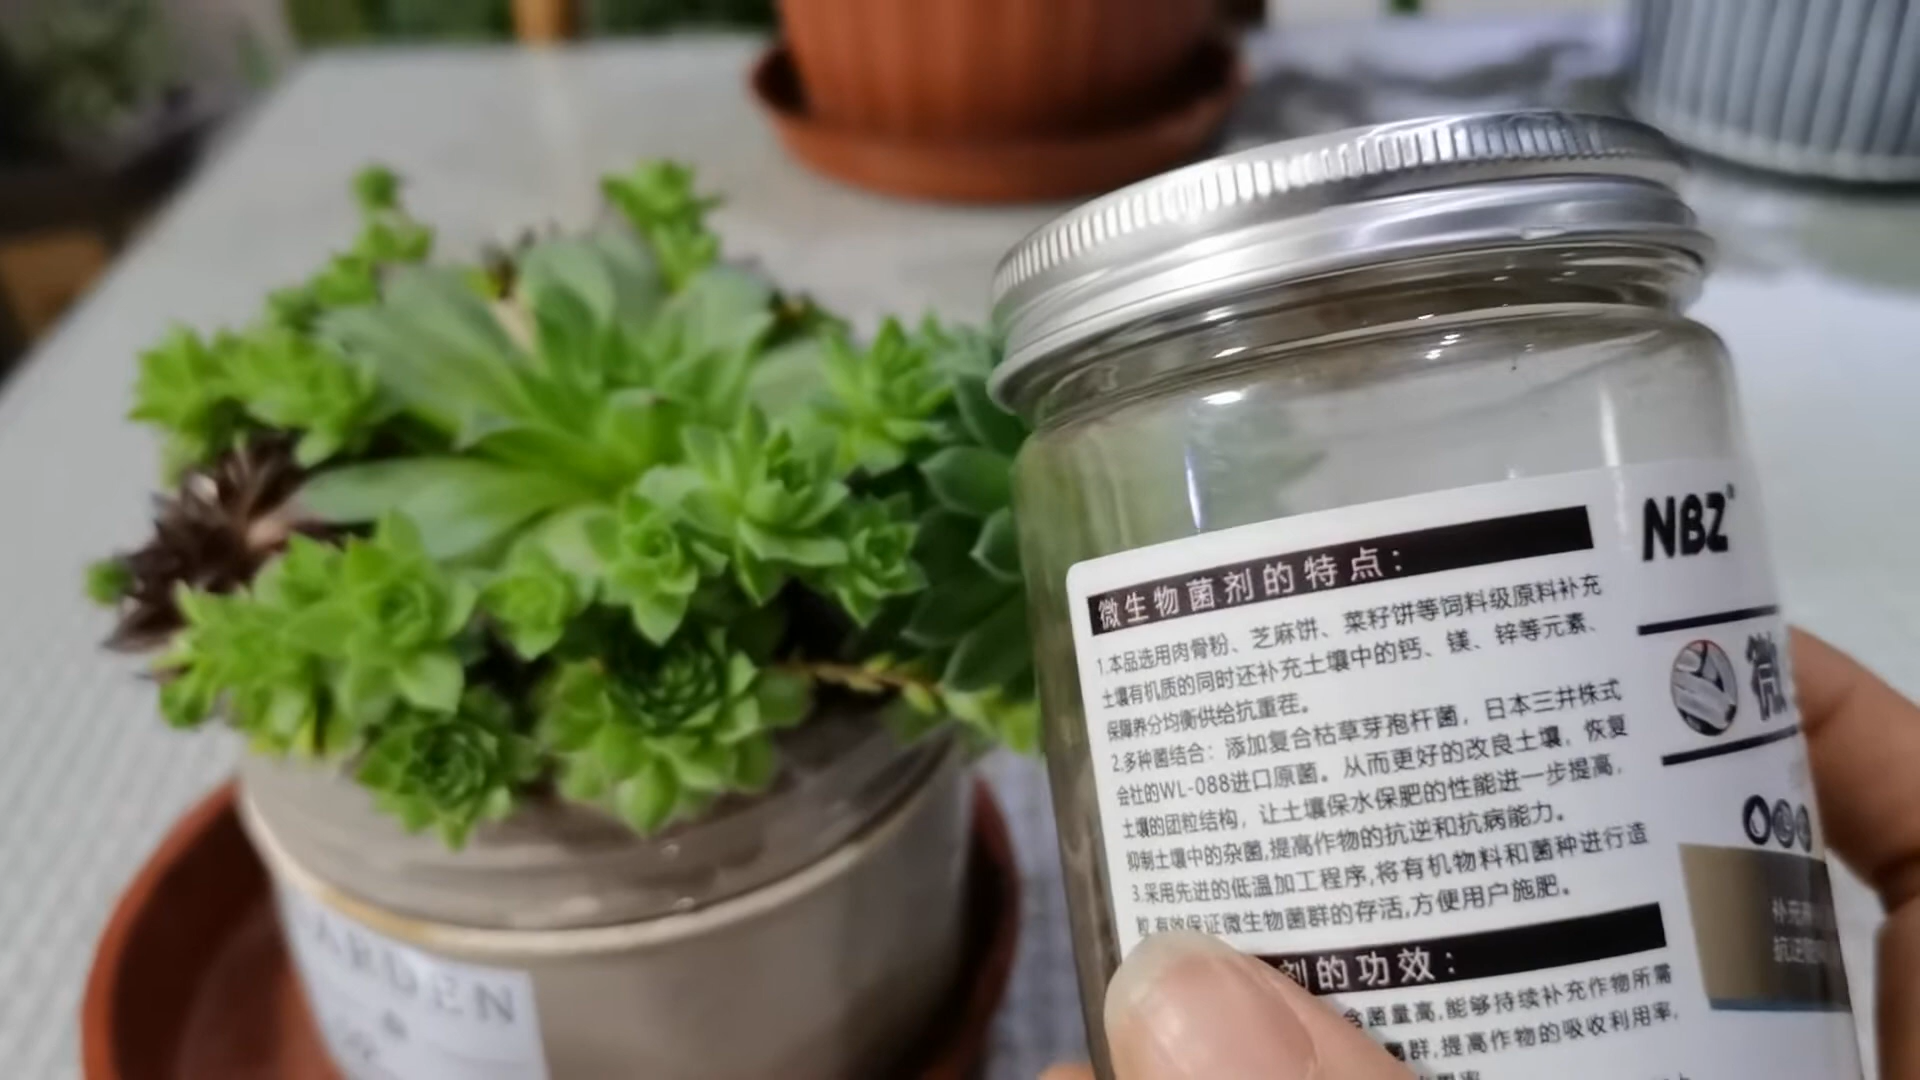 NBZ
微生物菌剂的特点：
1.本品选用肉骨粉、芝麻饼、菜籽饼等饲料级原料补充
土壤有机质的同时还补充土壤中的钙、镁、锌等元素、
保障养分均衡供给抗重茬。
2.多种菌结合：添加复合枯草芽孢杆菌，日本三井株式
会社的WL-088进口原菌。从而更好的改良土壤，恢复
土壤的团粒结构，让土壤保水保肥的性能进一步提高，
抑制土壤中的杂菌,提高作物的抗逆和抗病能力。
3.采用先进的低温加工程序,将有机物料和菌种进行造
粒,有效保证微生物菌群的存活,方便用户施肥。
剂的功效：
含菌量高,能够持续补充作物所需
菌群,提高作物的吸收利用率,
微
补充
抗
ARDEN